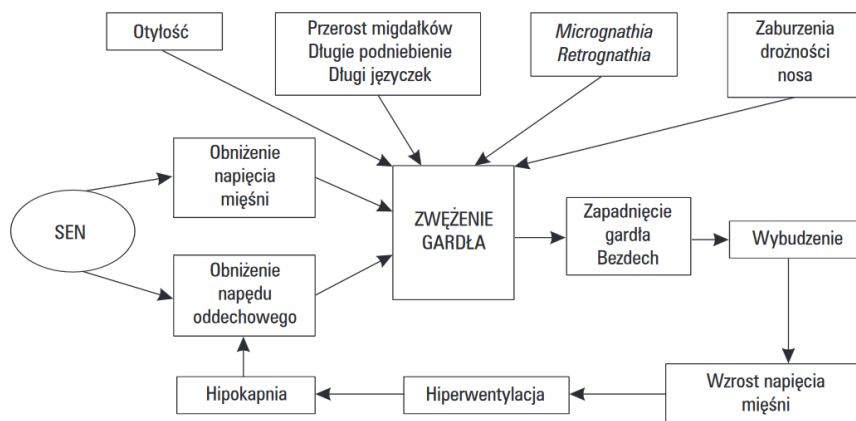 Otyłość
Przerost migdałków
Długie podniebienie
Długi języczek
Micrognathia
Retrognathia
Zaburzenia
drożności
nosa
Obniżenie
napięcia
mięśni
SEN
Obniżenie
napędu
oddechowego
ZWĘŻENIE
GARDŁA
Zapadnięcie
gardła
Bezdech
Wybudzenie
Hipokapnia
Hiperwentylacja
Wzrost napięcia
mięśni